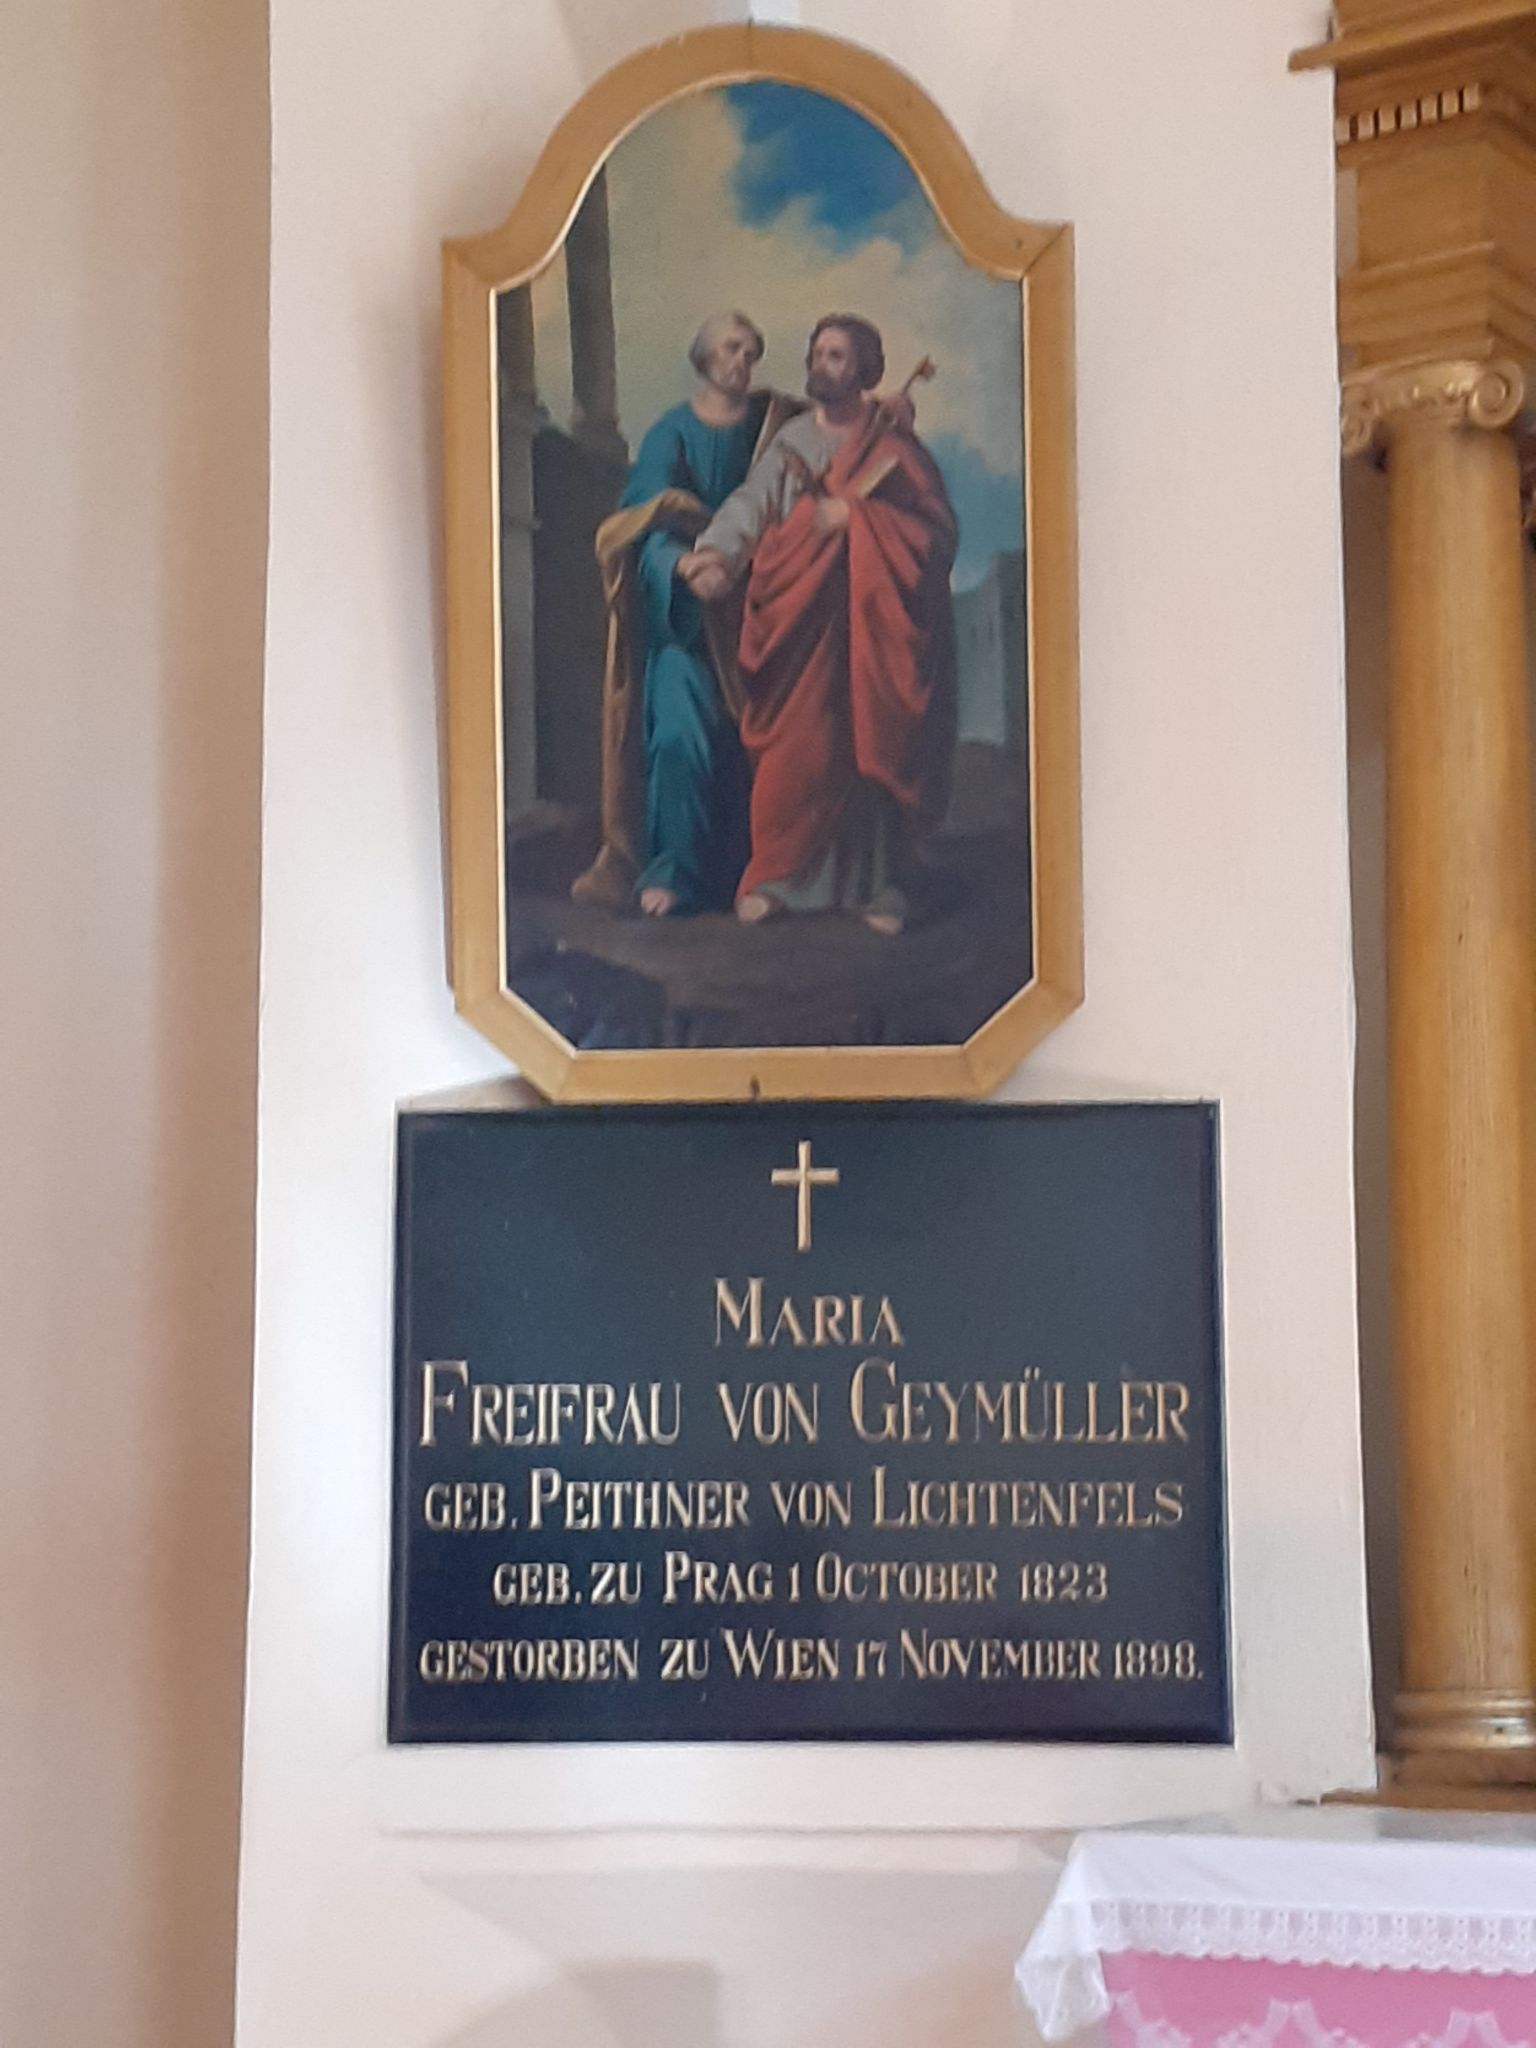 MARIA
FREIFRAU VON GEYMÜLLER
GEB. PEITHNER VON LICHTENFELS
GEB. ZU PRAG 1 OCTOBER 1823
GESTORBEN ZU WIEN 17 NOVEMBER 1898.